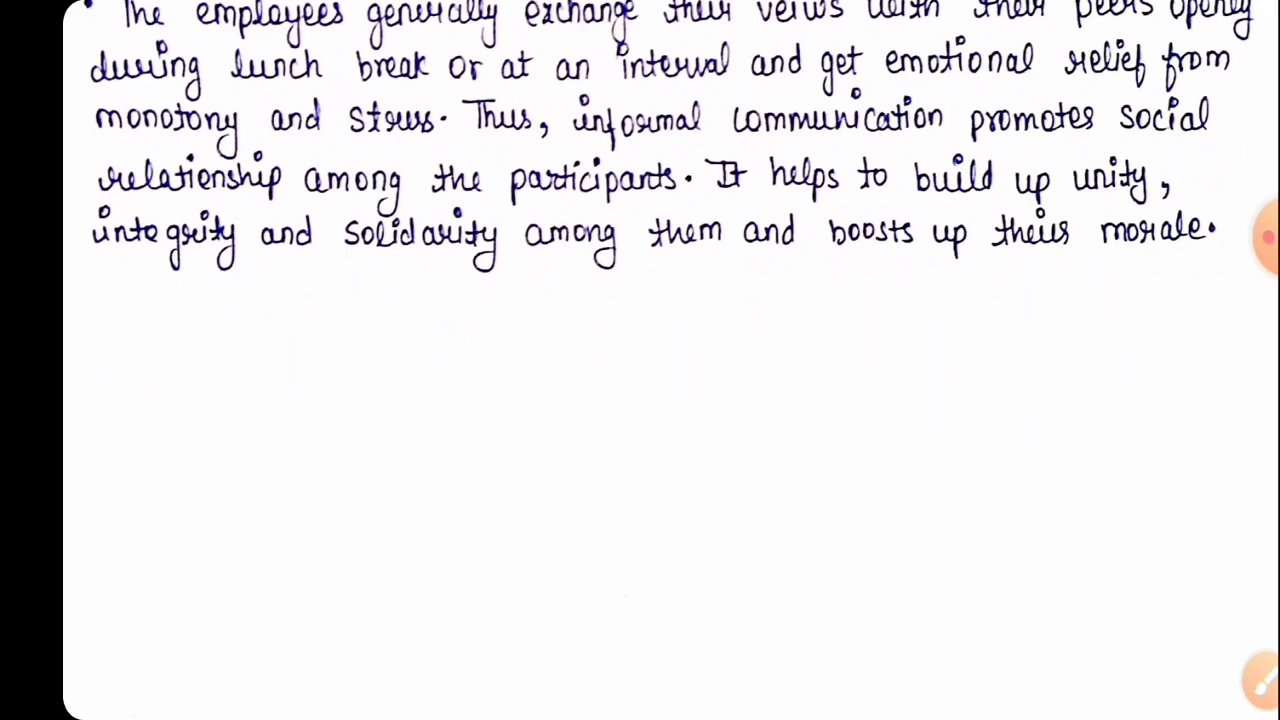 • The employees generally exchange their veiws with their peers openly
during lunch break or at an interval and get emotional relief from
monotony and stress. Thus, informal communication promotes social
relationship among the participants. It helps to build up unity,
integrity and solidarity among them and boosts up their morale.